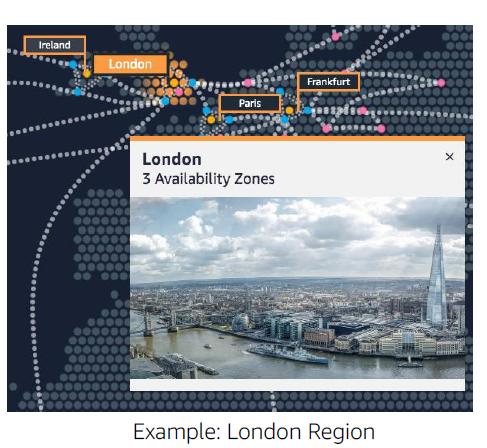 Ireland
London
Frankfurt
Paris
London
×
3 Availability Zones
Example: London Region